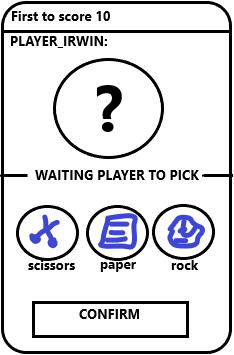 First to score 10
PLAYER_IRWIN:
?
WAITING PLAYER TO PICK
scissors paper rock
CONFIRM